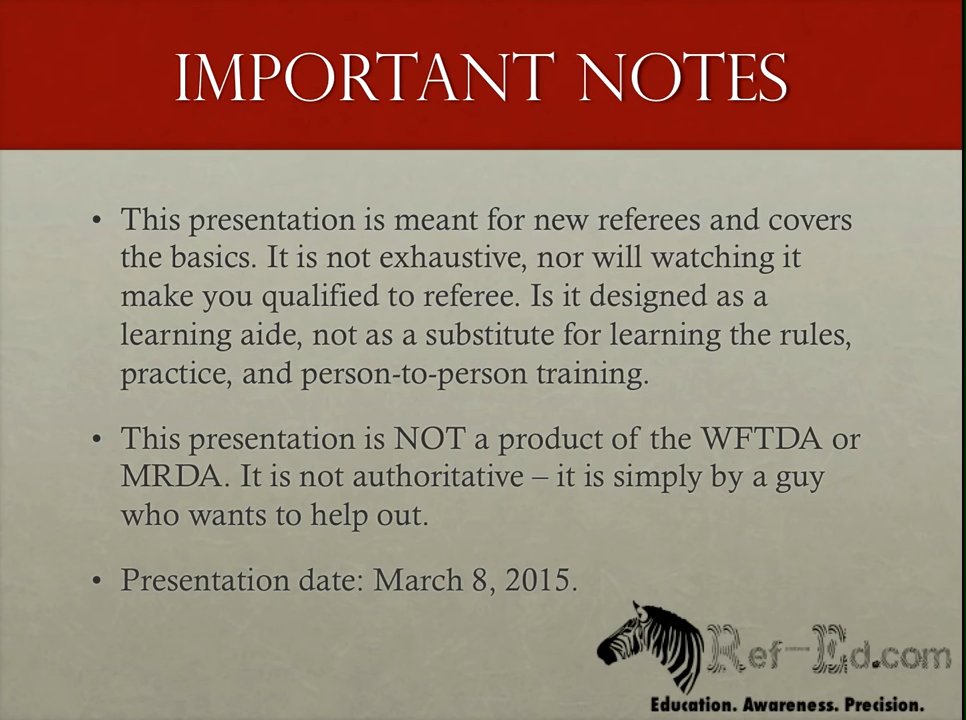 IMPORTANT NOTES
• This presentation is meant for new referees and covers
the basics. It is not exhaustive, nor will watching it
make you qualified to referee. Is it designed as a
learning aide, not as a substitute for learning the rules,
practice, and person-to-person training.
• This presentation is NOT a product of the WFTDA or
MRDA. It is not authoritative – it is simply by a guy
who wants to help out.
• Presentation date: March 8, 2015.
Ref-Ed.com
Education. Awareness. Precision.